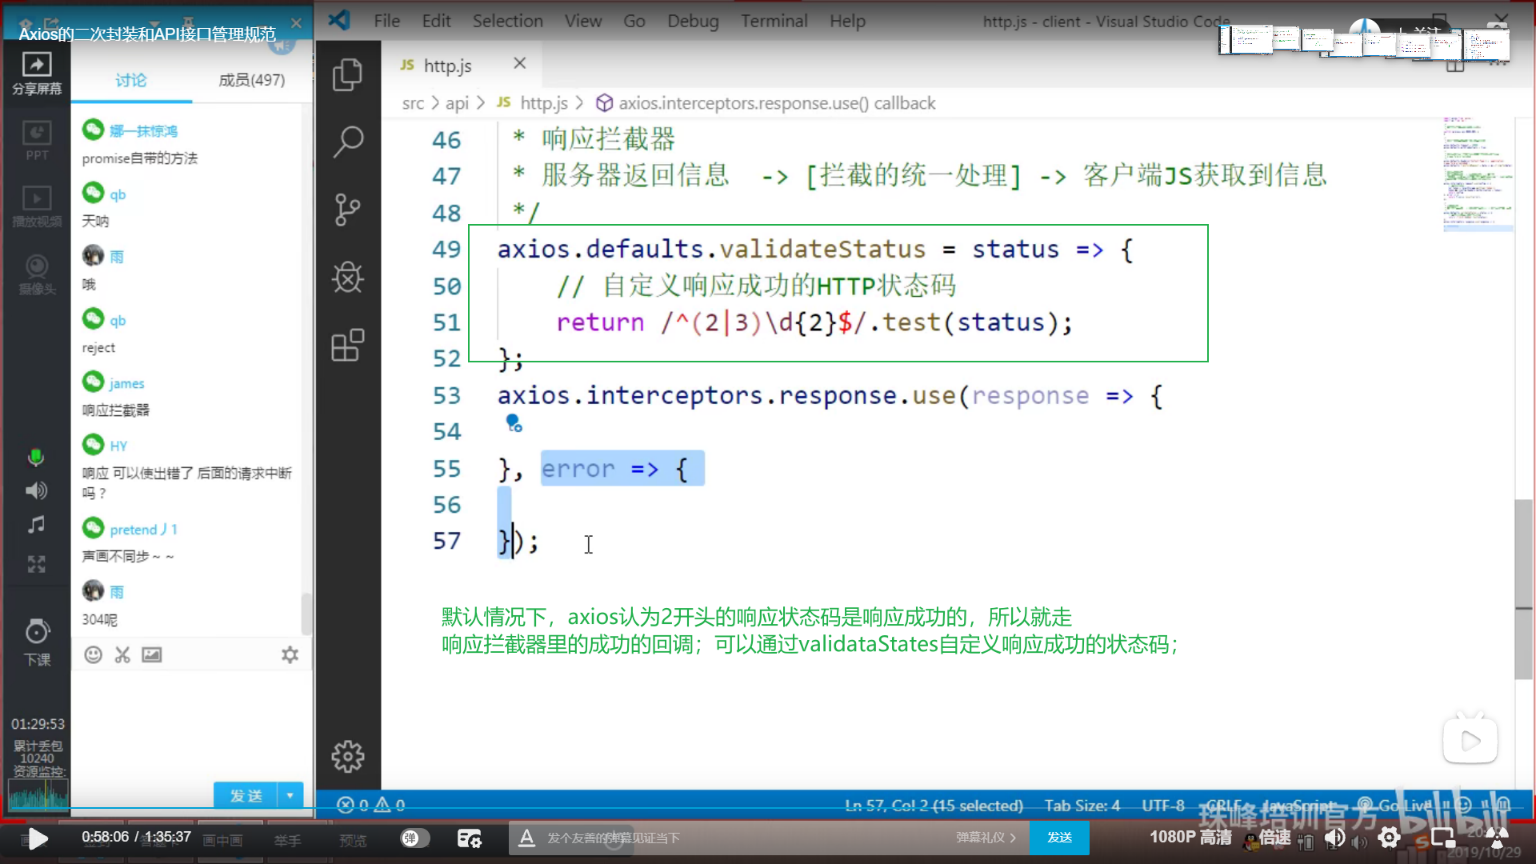 Axios的二次封装和API接口管理规范
分享屏幕
PPT
播放视频
摄像头
下课
01:29:53
累计丢包
10240
资源监控:
讨论
成员(497)
娜一抹惊鸿
promise自带的方法
qb
天呐
雨
哦
qb
reject
james
响应拦截器
HY
响应 可以使出错了 后面的请求中断
吗？
pretend丿1
声画不同步~ ~
雨
304呢
发送
File Edit Selection View Go Debug Terminal Help
http.js - client - Visual Studio Code
关注
JS http.js
src > api > JS http.js > axios.interceptors.response.use() callback
46 * 响应拦截器
47 * 服务器返回信息 -> [拦截的统一处理] -> 客户端JS获取到信息
48 */
49 axios.defaults.validateStatus = status => {
50 // 自定义响应成功的HTTP状态码
51 return /^(2|3)\d{2}$/.test(status);
52 };
53 axios.interceptors.response.use(response => {
54
55 }, error => {
56
57 });
默认情况下，axios认为2开头的响应状态码是响应成功的，所以就走
响应拦截器里的成功的回调；可以通过validataStates自定义响应成功的状态码；
0 0
Ln 57, Col 2 (15 selected) Tab Size: 4 UTF-8 CRLF JavaScript Go Live
珠峰培训官方 bilibili
0:58:06 / 1:35:37
画中画
举手
预览
弹
发个友善的弹幕见证当下
弹幕礼仪 >
发送
1080P 高清
倍速
2019/10/29